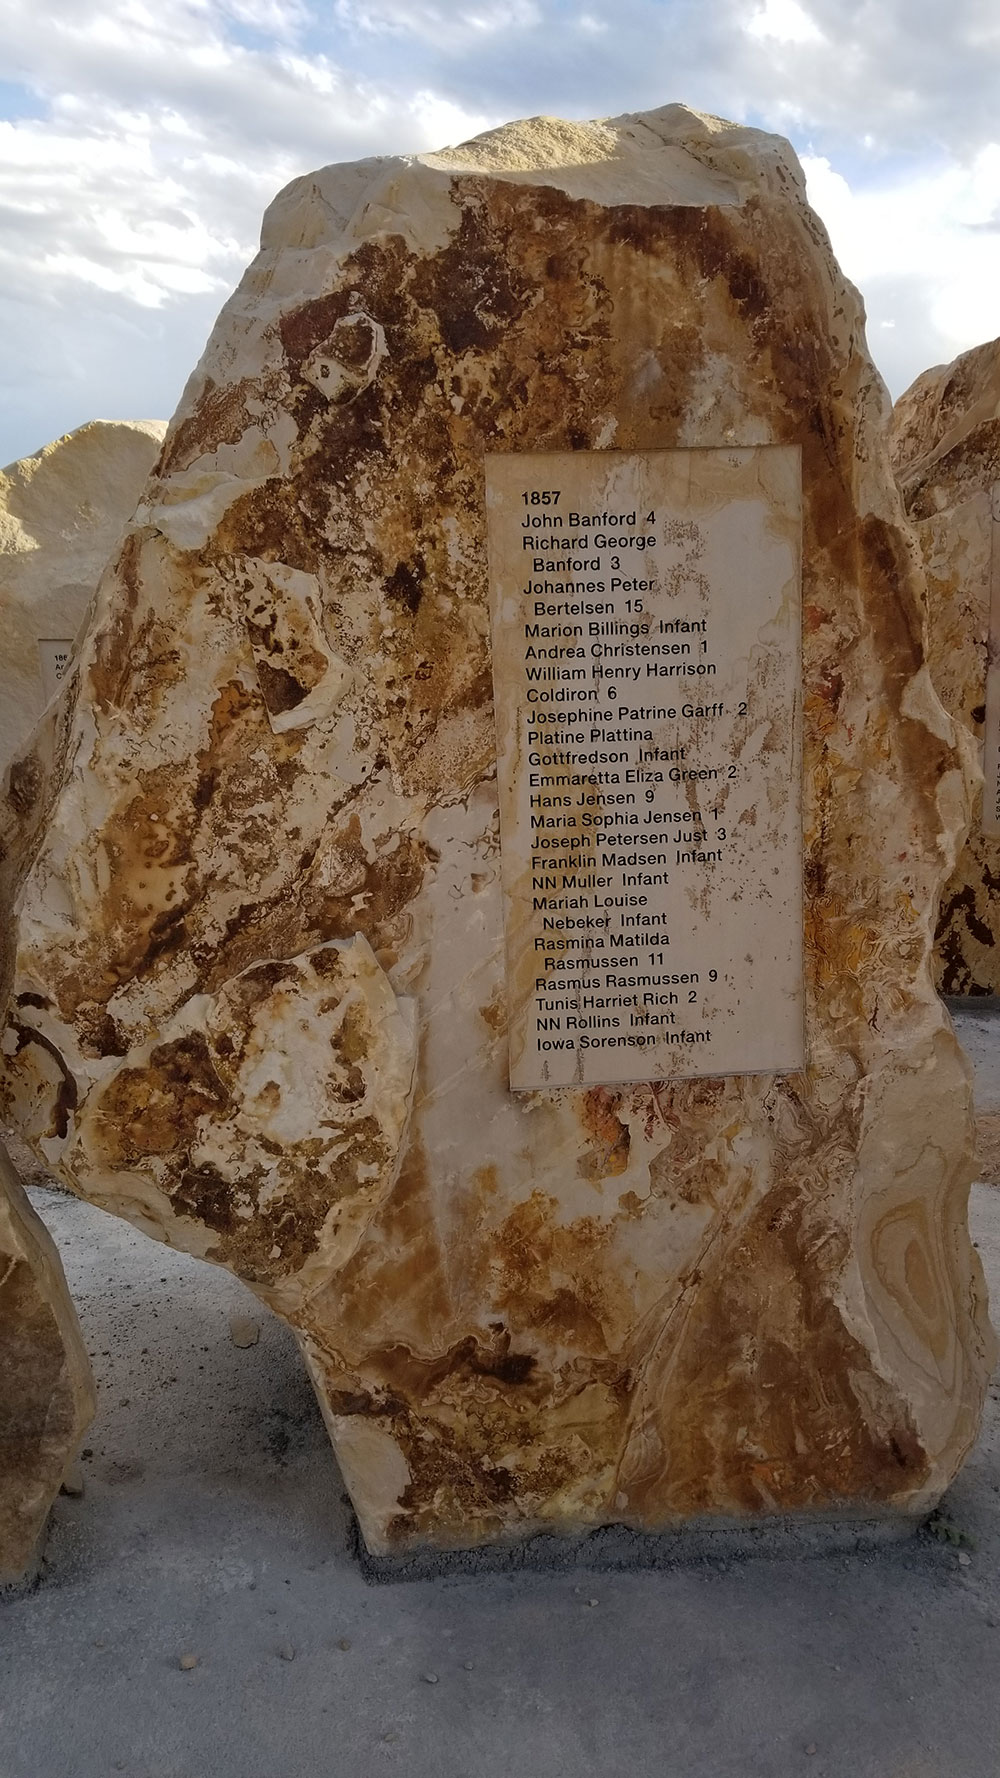 1857
John Banford 4
Richard George
Banford 3
Johannes Peter
Bertelsen 15
Marion Billings Infant
Andrea Christensen 1
William Henry Harrison
Coldiron 6
Josephine Patrine Garff 2
Platine Plattina
Gottfredson Infant
Emmaretta Eliza Green 2
Hans Jensen 9
Maria Sophia Jensen 1
Joseph Petersen Just 3
Franklin Madsen Infant
NN Muller Infant
Mariah Louise
Nebeker Infant
Rasmina Matilda
Rasmussen 11
Rasmus Rasmussen 9
Tunis Harriet Rich 2
NN Rollins Infant
Iowa Sorenson Infant